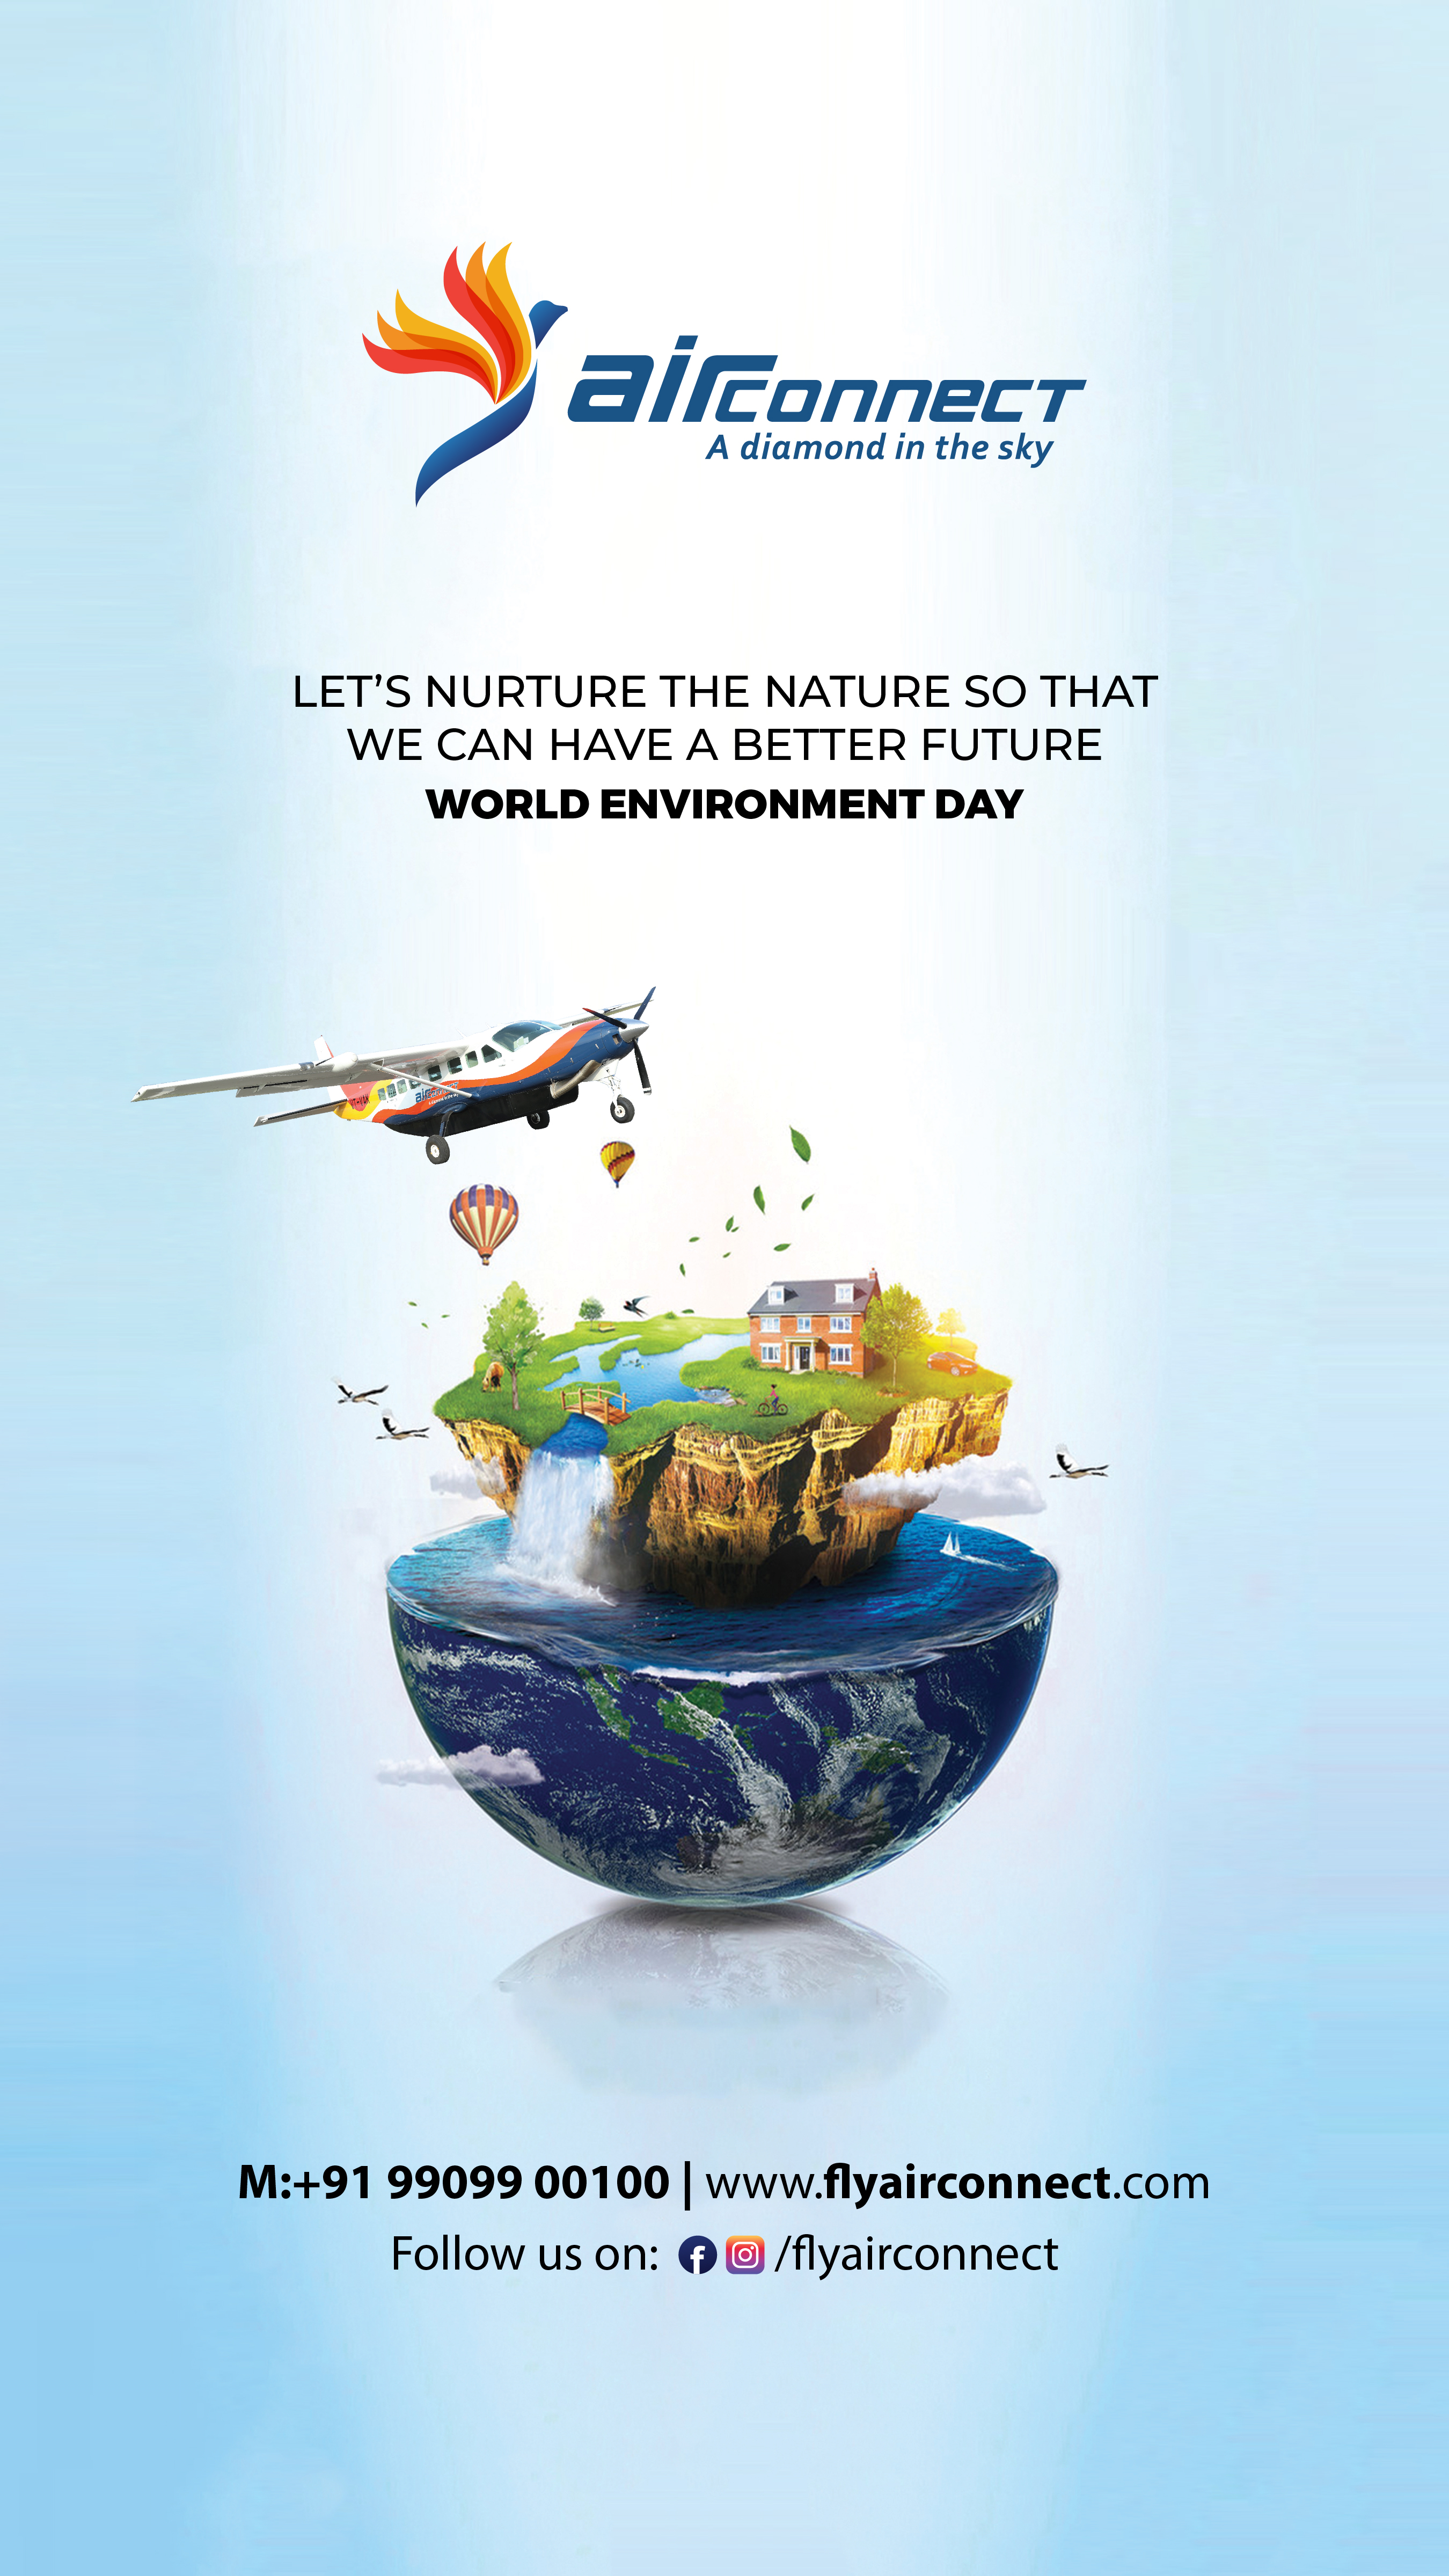 airconnect
A diamond in the sky
LET’S NURTURE THE NATURE SO THAT
WE CAN HAVE A BETTER FUTURE
WORLD ENVIRONMENT DAY
airconnect
M:+91 99099 00100 | www.flyairconnect.com
Follow us on: /flyairconnect